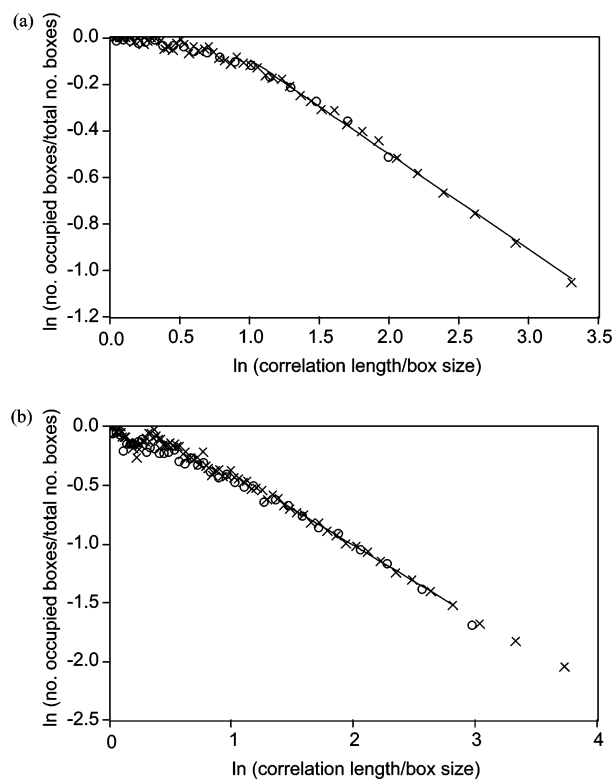 (a)
0.0
-0.2
-0.4
-0.6
-0.8
-1.0
-1.2
ln (no. occupied boxes/total no. boxes)
0.0 0.5 1.0 1.5 2.0 2.5 3.0 3.5
ln (correlation length/box size)
(b)
0.0
-0.5
-1.0
-1.5
-2.0
-2.5
ln (no. occupied boxes/total no. boxes)
0 1 2 3 4
ln (correlation length/box size)